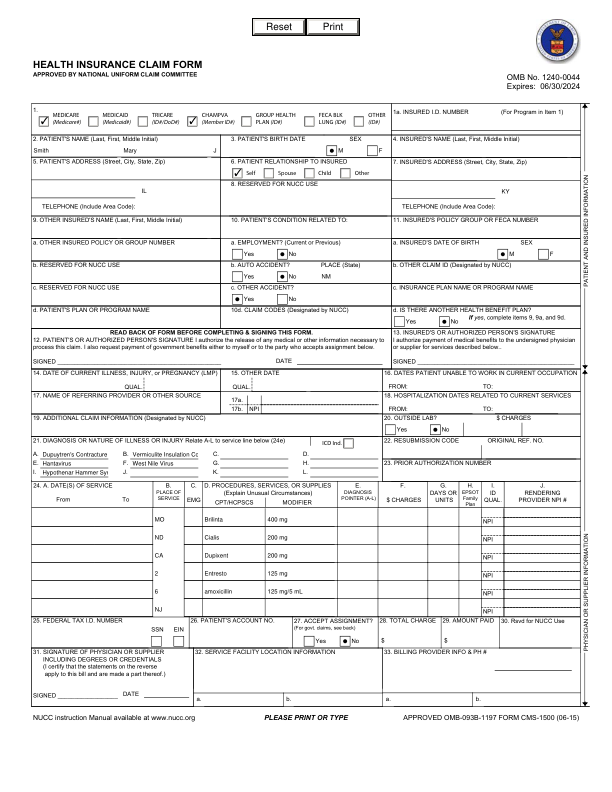 Reset Print
HEALTH INSURANCE CLAIM FORM
APPROVED BY NATIONAL UNIFORM CLAIM COMMITTEE
OMB No. 1240-0044
Expires: 06/30/2024
1. MEDICARE (Medicare#) MEDICAID (Medicaid#) TRICARE (ID#/DoD#) CHAMPVA (Member ID#) GROUP HEALTH PLAN (ID#) FECA BLK LUNG (ID#) OTHER (ID#)
1a. INSURED I.D. NUMBER (For Program in Item 1)
2. PATIENT'S NAME (Last, First, Middle Initial)
Smith Mary J
3. PATIENT'S BIRTH DATE SEX
M F
4. INSURED'S NAME (Last, First, Middle Initial)
5. PATIENT'S ADDRESS (Street, City, State, Zip)
IL
TELEPHONE (Include Area Code):
6. PATIENT RELATIONSHIP TO INSURED
Self Spouse Child Other
7. INSURED'S ADDRESS (Street, City, State, Zip)
KY
TELEPHONE (Include Area Code):
8. RESERVED FOR NUCC USE
9. OTHER INSURED'S NAME (Last, First, Middle Initial)
10. PATIENT'S CONDITION RELATED TO:
11. INSURED'S POLICY GROUP OR FECA NUMBER
a. OTHER INSURED POLICY OR GROUP NUMBER
a. EMPLOYMENT? (Current or Previous)
Yes No
a. INSURED'S DATE OF BIRTH SEX
M F
b. RESERVED FOR NUCC USE
b. AUTO ACCIDENT? PLACE (State)
Yes No NM
b. OTHER CLAIM ID (Designated by NUCC)
c. RESERVED FOR NUCC USE
c. OTHER ACCIDENT?
Yes No
c. INSURANCE PLAN NAME OR PROGRAM NAME
d. PATIENT'S PLAN OR PROGRAM NAME
10d. CLAIM CODES (Designated by NUCC)
d. IS THERE ANOTHER HEALTH BENEFIT PLAN?
Yes No If yes, complete items 9, 9a, and 9d.
READ BACK OF FORM BEFORE COMPLETING & SIGNING THIS FORM.
12. PATIENT'S OR AUTHORIZED PERSON'S SIGNATURE I authorize the release of any medical or other information necessary to
process this claim. I also request payment of government benefits either to myself or to the party who accepts assignment below.
SIGNED DATE
13. INSURED'S OR AUTHORIZED PERSON'S SIGNATURE
I authorize payment of medical benefits to the undersigned physician
or supplier for services described below.
SIGNED
PATIENT AND INSURED INFORMATION
14. DATE OF CURRENT ILLNESS, INJURY, or PREGNANCY (LMP)
QUAL.
15. OTHER DATE
QUAL.
16. DATES PATIENT UNABLE TO WORK IN CURRENT OCCUPATION
FROM: TO:
17. NAME OF REFERRING PROVIDER OR OTHER SOURCE
17a.
17b. NPI
18. HOSPITALIZATION DATES RELATED TO CURRENT SERVICES
FROM: TO:
19. ADDITIONAL CLAIM INFORMATION (Designated by NUCC)
20. OUTSIDE LAB? $ CHARGES
Yes No
21. DIAGNOSIS OR NATURE OF ILLNESS OR INJURY Relate A-L to service line below (24e) ICD Ind.
A. Dupuytren's Contracture B. Vermiculite Insulation Cc C. D.
E. Hantavirus F. West Nile Virus G. H.
I. Hypothenar Hammer Syi J. K. L.
22. RESUBMISSION CODE ORIGINAL REF. NO.
23. PRIOR AUTHORIZATION NUMBER
24. A. DATE(S) OF SERVICE
From To
B. PLACE OF SERVICE
C. EMG
D. PROCEDURES, SERVICES, OR SUPPLIES
(Explain Unusual Circumstances)
CPT/HCPSCS MODIFIER
E. DIAGNOSIS POINTER (A-L)
F. $ CHARGES
G. DAYS OR UNITS
H. EPSOT Family Plan
I. ID QUAL.
J. RENDERING PROVIDER NPI #
MO Brilinta 400 mg NPI
ND Cialis 200 mg NPI
CA Dupixent 200 mg NPI
2 Entresto 125 mg NPI
6 amoxicillin 125 mg/5 mL NPI
NJ NPI
25. FEDERAL TAX I.D. NUMBER
SSN EIN
26. PATIENT'S ACCOUNT NO.
27. ACCEPT ASSIGNMENT?
(For govt. claims, see back)
Yes No
28. TOTAL CHARGE
$
29. AMOUNT PAID
$
30. Rsvd for NUCC Use
31. SIGNATURE OF PHYSICIAN OR SUPPLIER
INCLUDING DEGREES OR CREDENTIALS
(I certify that the statements on the reverse
apply to this bill and are made a part thereof.)
SIGNED DATE
32. SERVICE FACILITY LOCATION INFORMATION
a. b.
33. BILLING PROVIDER INFO & PH #
a. b.
PHYSICIAN OR SUPPLIER INFORMATION
NUCC instruction Manual available at www.nucc.org PLEASE PRINT OR TYPE APPROVED OMB-093B-1197 FORM CMS-1500 (06-15)